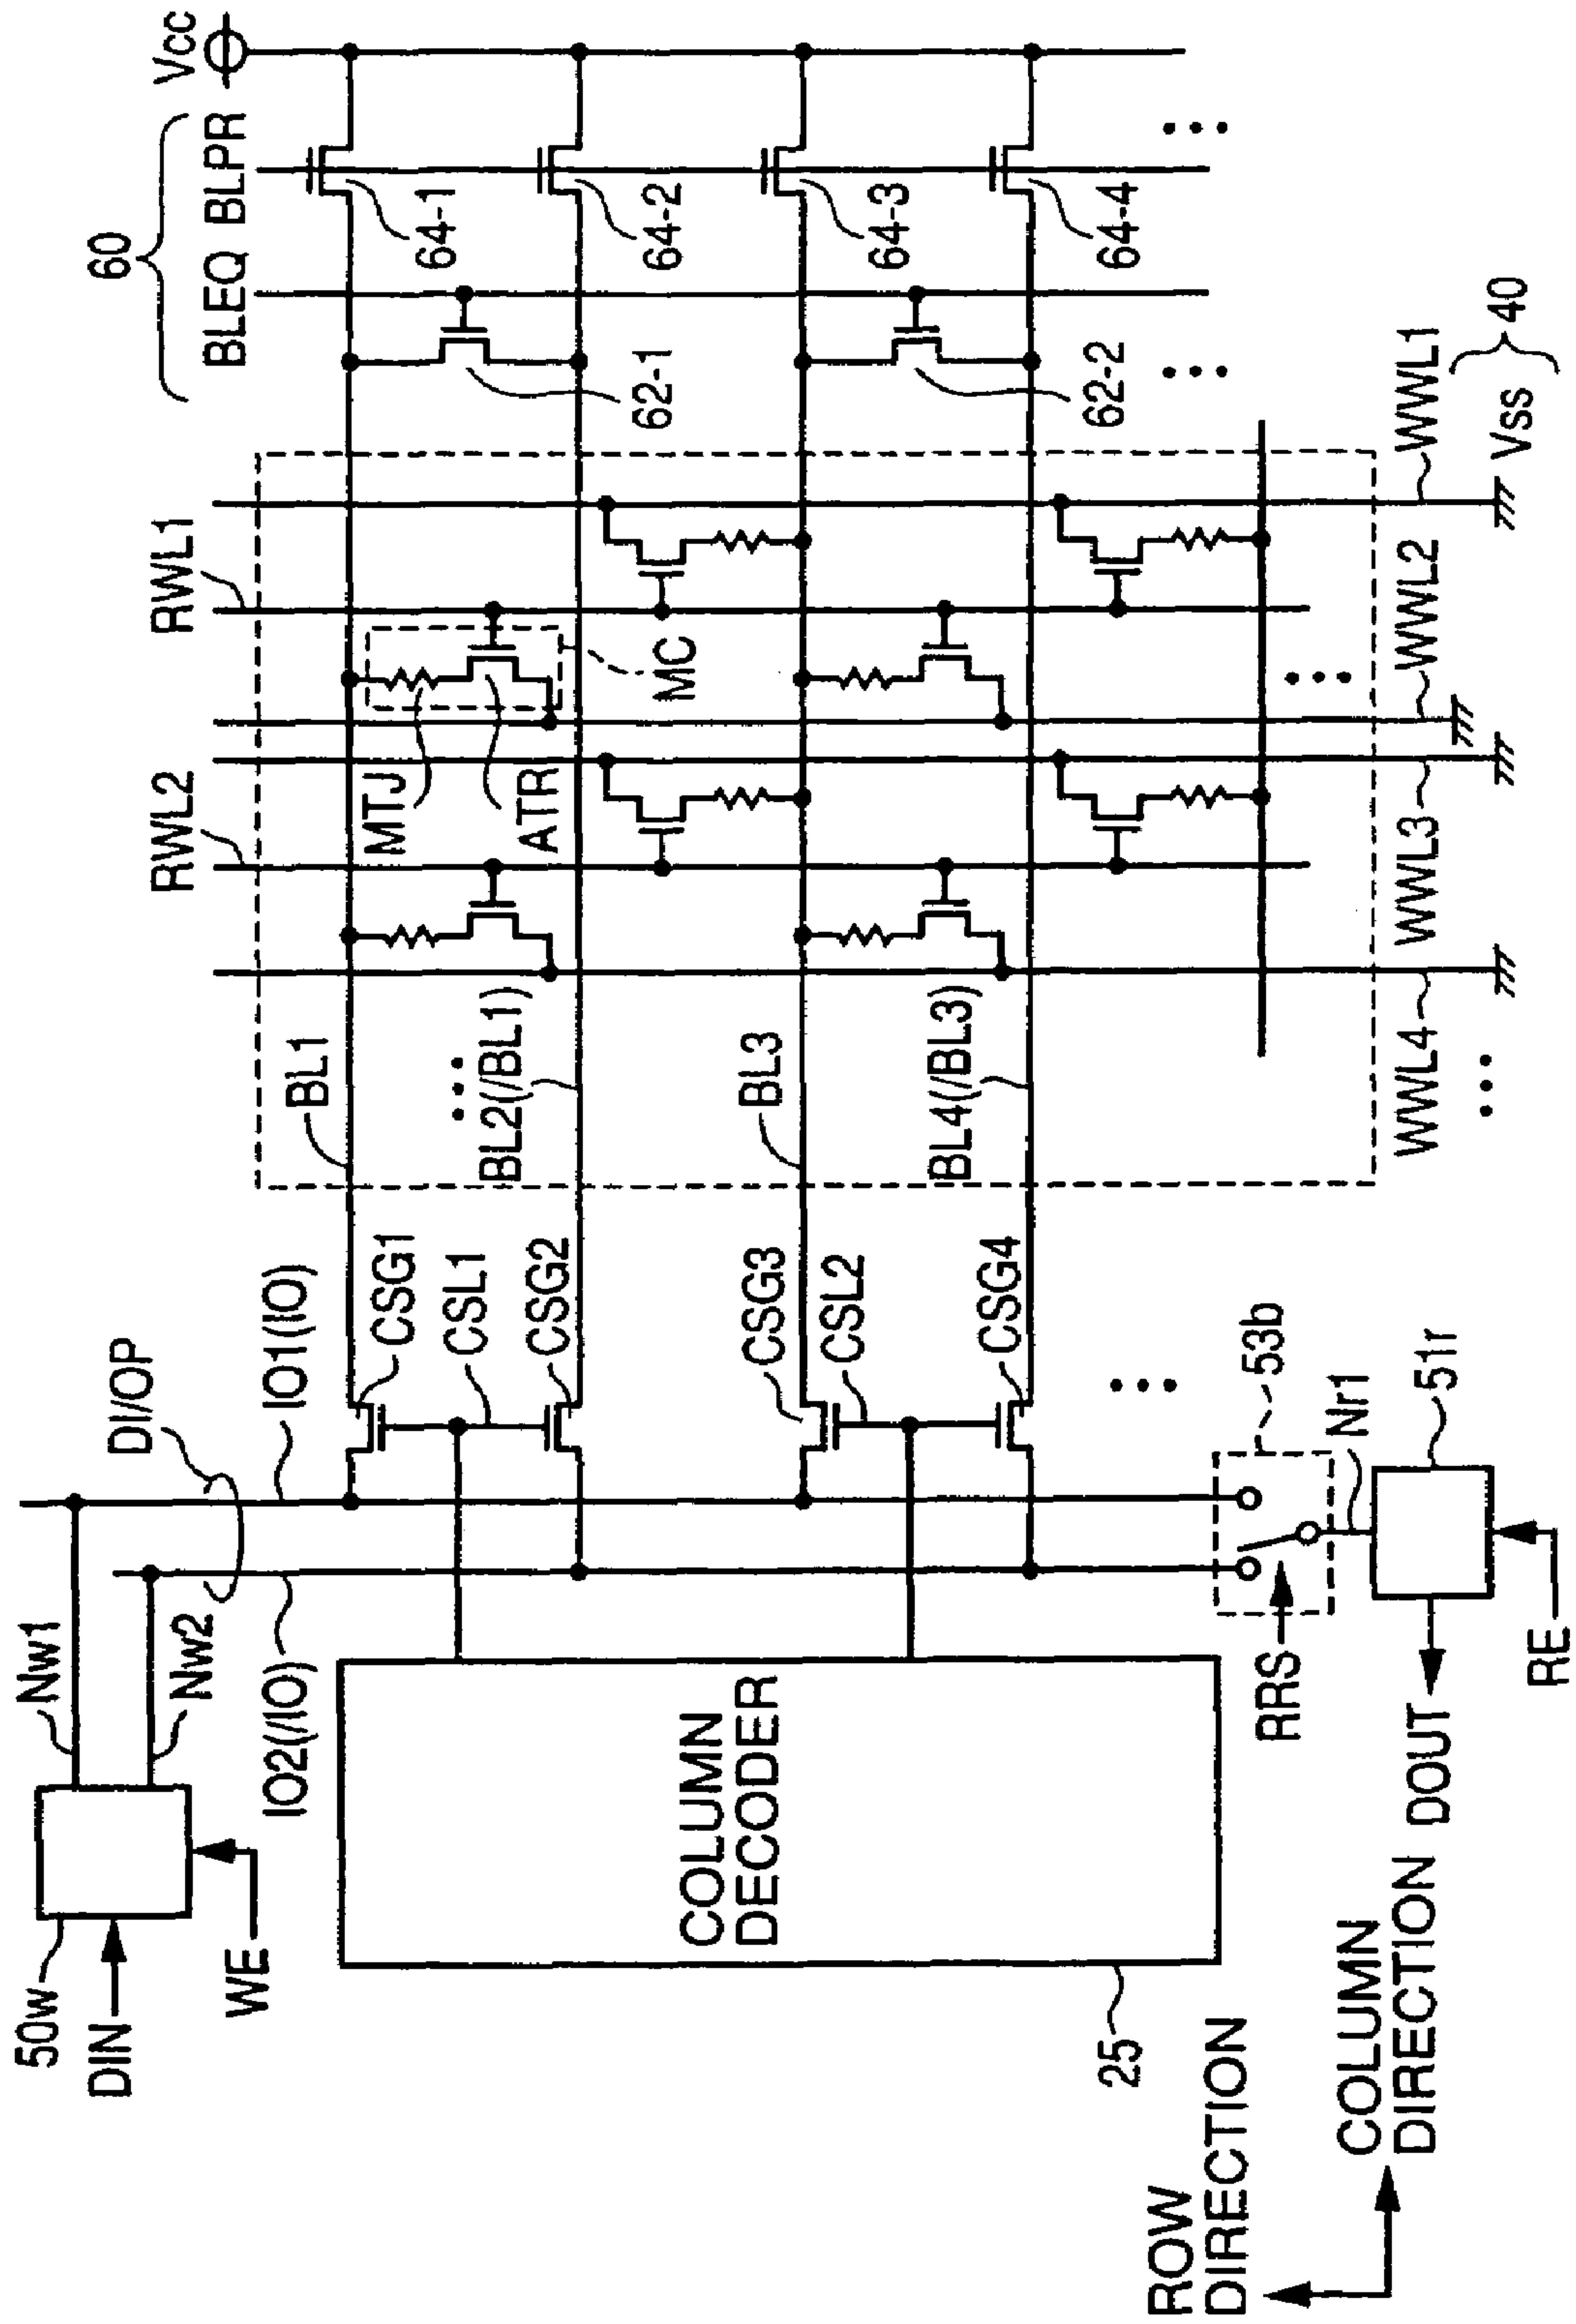 60
BLEQ BLPR
Vcc
RWL2
RWL1
BL1
MTJ
ATR
MC
BL2(/BL1)
BL3
BL4(/BL3)
64-1
64-2
64-3
64-4
62-1
62-2
WWL4
WWL3
WWL2
WWL1
Vss
40
50w
DIN
WE
Nw1
Nw2
IO2(/IO)
DI/OP
IO1(IO)
CSG1
CSL1
CSG2
CSG3
CSL2
CSG4
COLUMN
DECODER
25
RRS
53b
Nr1
51r
DOUT
RE
ROW
DIRECTION
COLUMN
DIRECTION